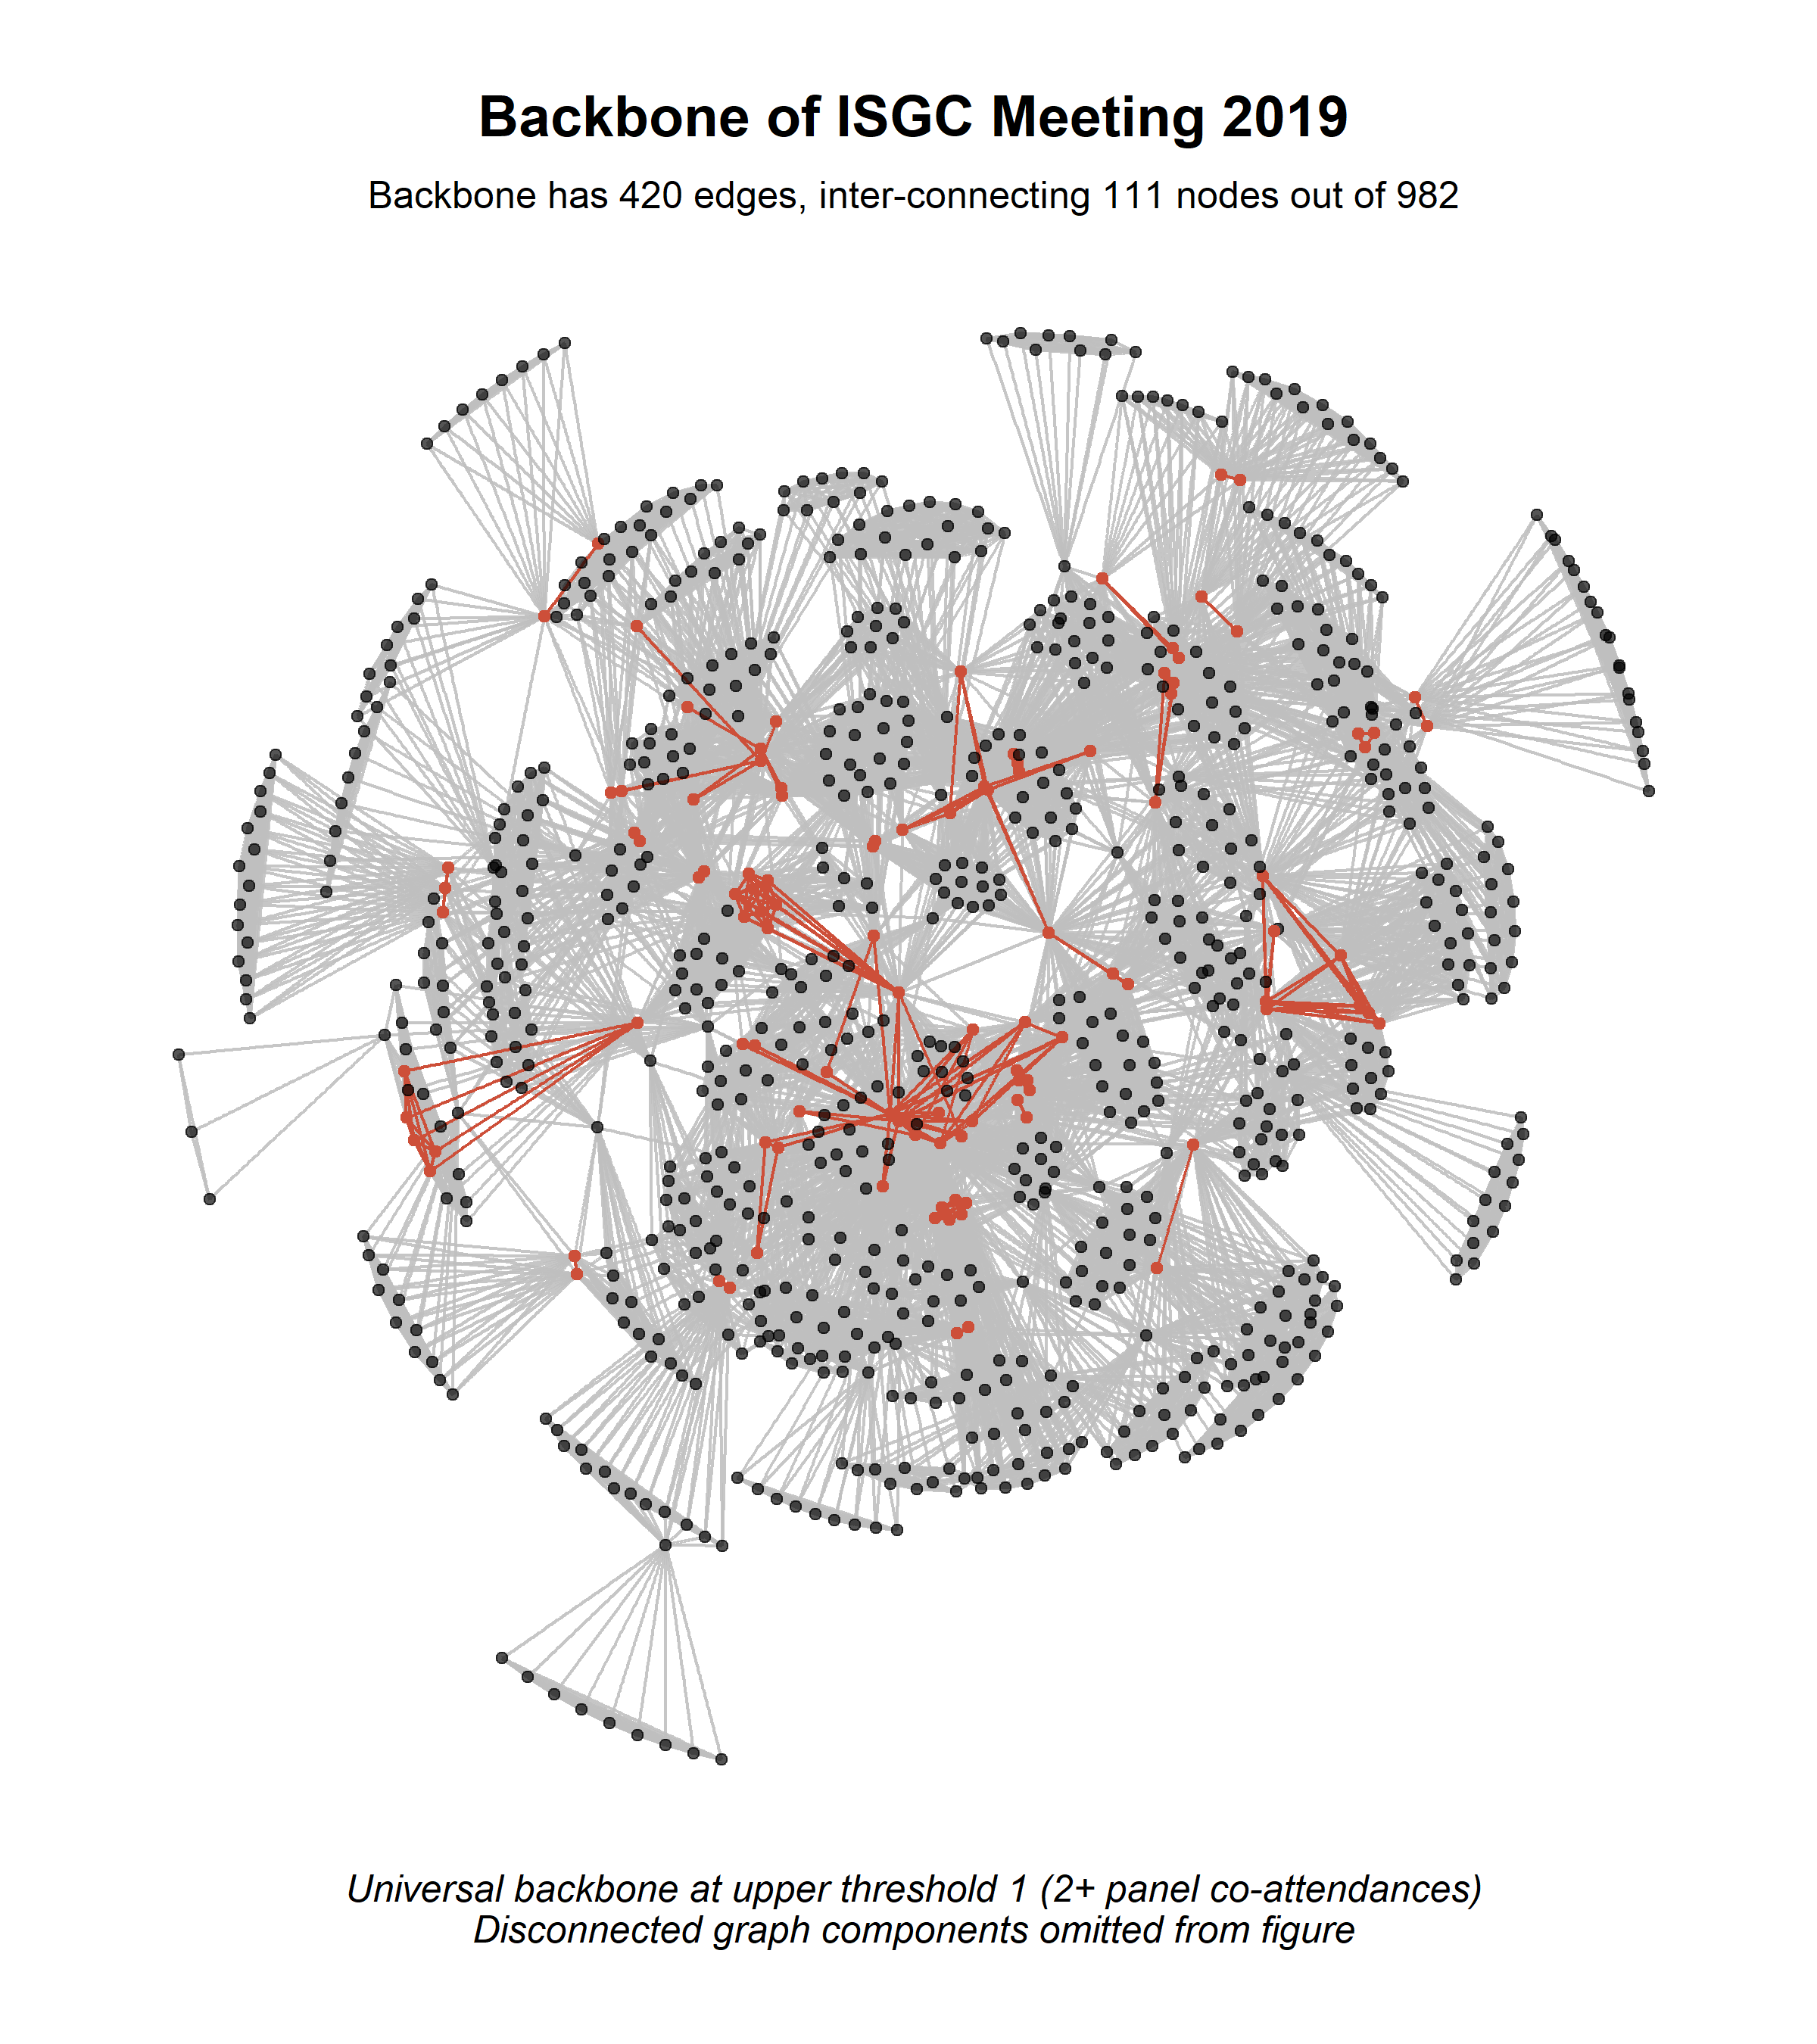 Backbone of ISGC Meeting 2019
Backbone has 420 edges, inter-connecting 111 nodes out of 982
Universal backbone at upper threshold 1 (2+ panel co-attendances)
Disconnected graph components omitted from figure